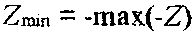 Zmin = -max(-Z)